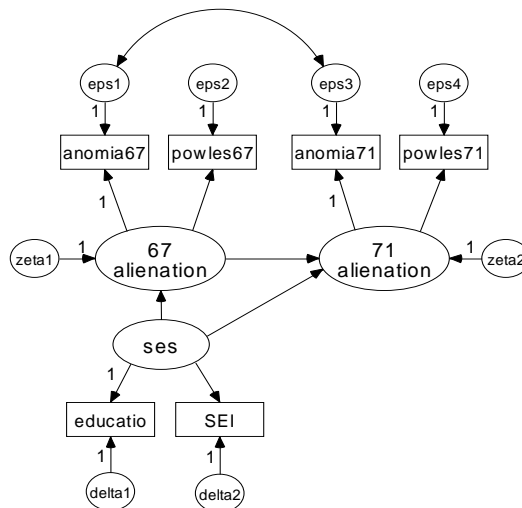 eps1 eps2 eps3 eps4
1 1 1 1
anomia67 powles67 anomia71 powles71
1 1
67
alienation
71
alienation
zeta1 1 1 zeta2
ses
1
educatio SEI
1 1
delta1 delta2